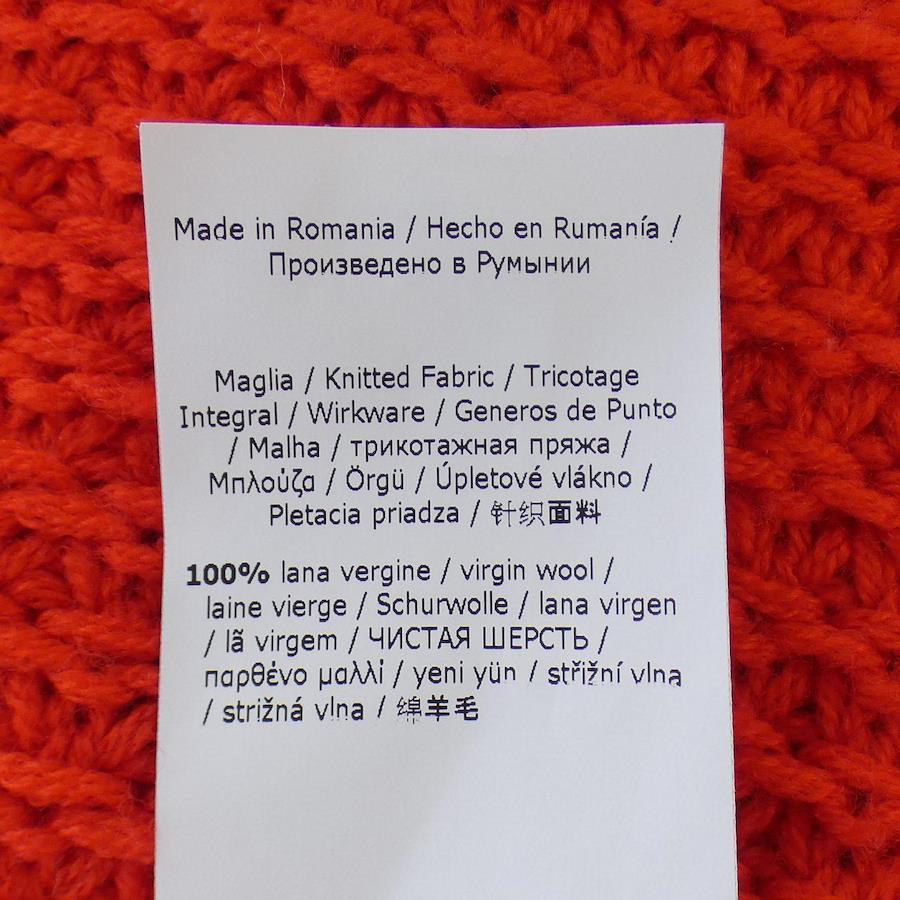 Made in Romania / Hecho en Rumanía /
Произведено в Румынии
Maglia / Knitted Fabric / Tricotage
Integral / Wirkware / Generos de Punto
/ Malha / трикотажная пряжа /
Μπλούζα / Örgü / Úpletové vlákno /
Pletacia priadza / 针织面料
100% lana vergine / virgin wool /
laine vierge / Schurwolle / lana virgen
/ lã virgem / ЧИСТАЯ ШЕРСТЬ /
παρθένο μαλλί / yeni yün / střižní vlna
/ strižná vlna / 绵羊毛